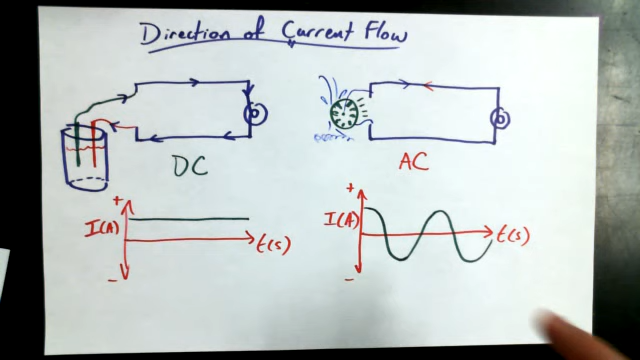 Direction of Current Flow
DC
AC
+
I(A)
t(s)
-
+
I(A)
t(s)
-